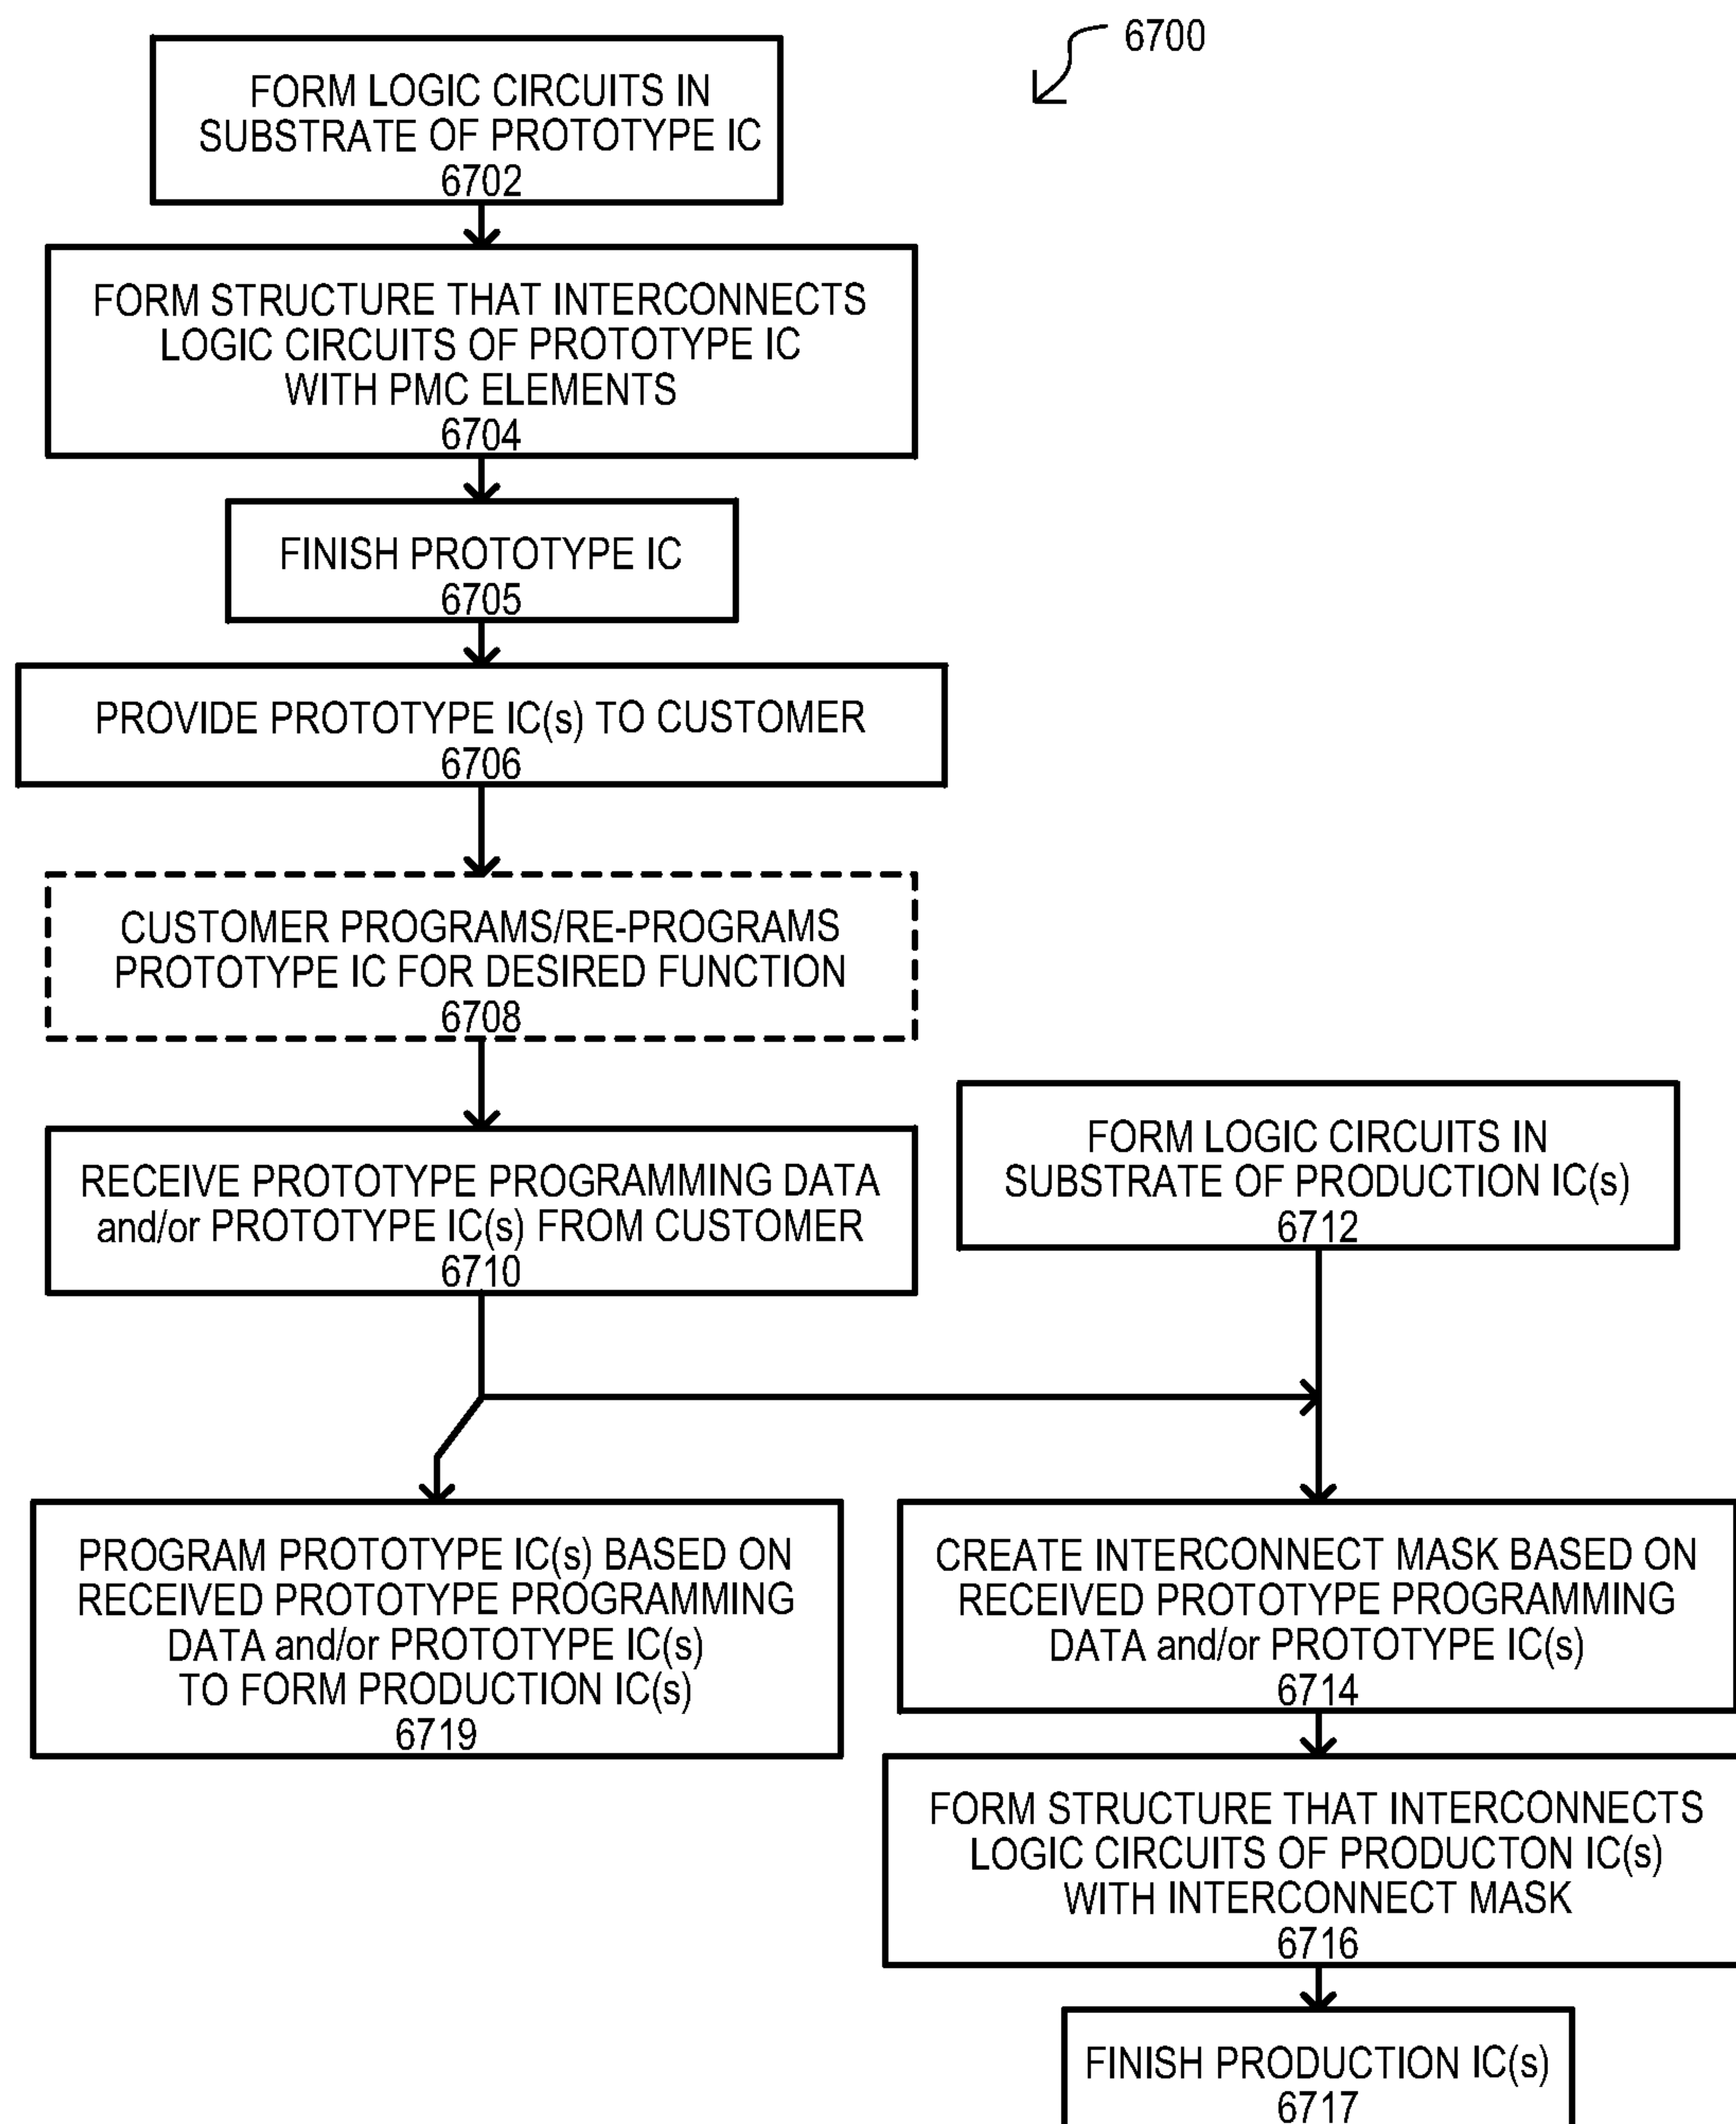 6700
FORM LOGIC CIRCUITS IN
SUBSTRATE OF PROTOTYPE IC
6702
FORM STRUCTURE THAT INTERCONNECTS
LOGIC CIRCUITS OF PROTOTYPE IC
WITH PMC ELEMENTS
6704
FINISH PROTOTYPE IC
6705
PROVIDE PROTOTYPE IC(s) TO CUSTOMER
6706
CUSTOMER PROGRAMS/RE-PROGRAMS
PROTOTYPE IC FOR DESIRED FUNCTION
6708
RECEIVE PROTOTYPE PROGRAMMING DATA
and/or PROTOTYPE IC(s) FROM CUSTOMER
6710
FORM LOGIC CIRCUITS IN
SUBSTRATE OF PRODUCTION IC(s)
6712
PROGRAM PROTOTYPE IC(s) BASED ON
RECEIVED PROTOTYPE PROGRAMMING
DATA and/or PROTOTYPE IC(s)
TO FORM PRODUCTION IC(s)
6719
CREATE INTERCONNECT MASK BASED ON
RECEIVED PROTOTYPE PROGRAMMING
DATA and/or PROTOTYPE IC(s)
6714
FORM STRUCTURE THAT INTERCONNECTS
LOGIC CIRCUITS OF PRODUCTON IC(s)
WITH INTERCONNECT MASK
6716
FINISH PRODUCTION IC(s)
6717